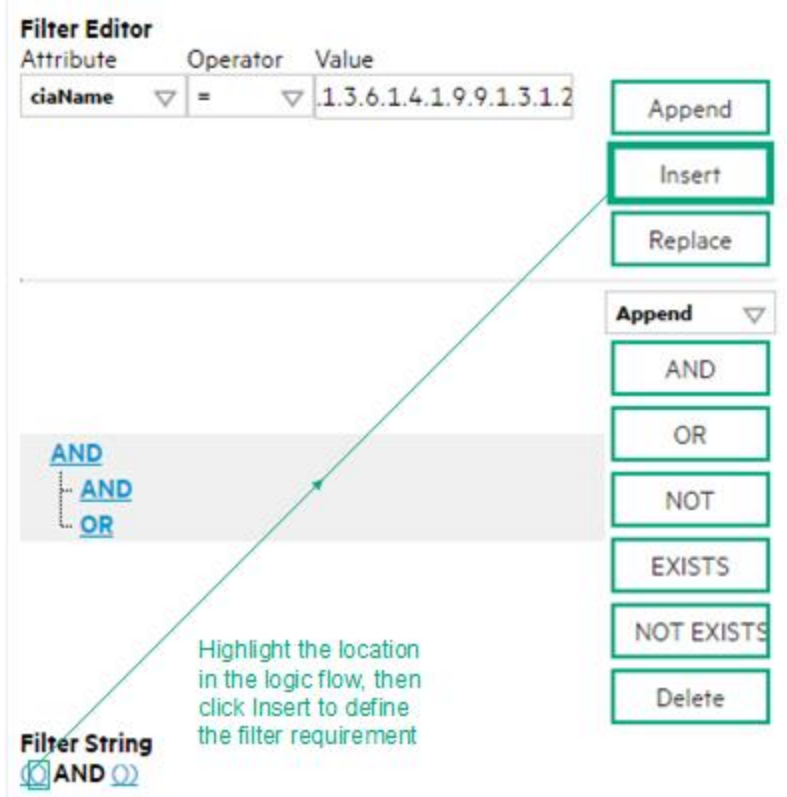 Filter Editor
Attribute Operator Value
ciaName = .1.3.6.1.4.1.9.9.1.3.1.2
Append
Insert
Replace
Append
AND
OR
NOT
EXISTS
NOT EXISTS
Delete
AND
AND
OR
Highlight the location
in the logic flow, then
click Insert to define
the filter requirement
Filter String
(() AND ())